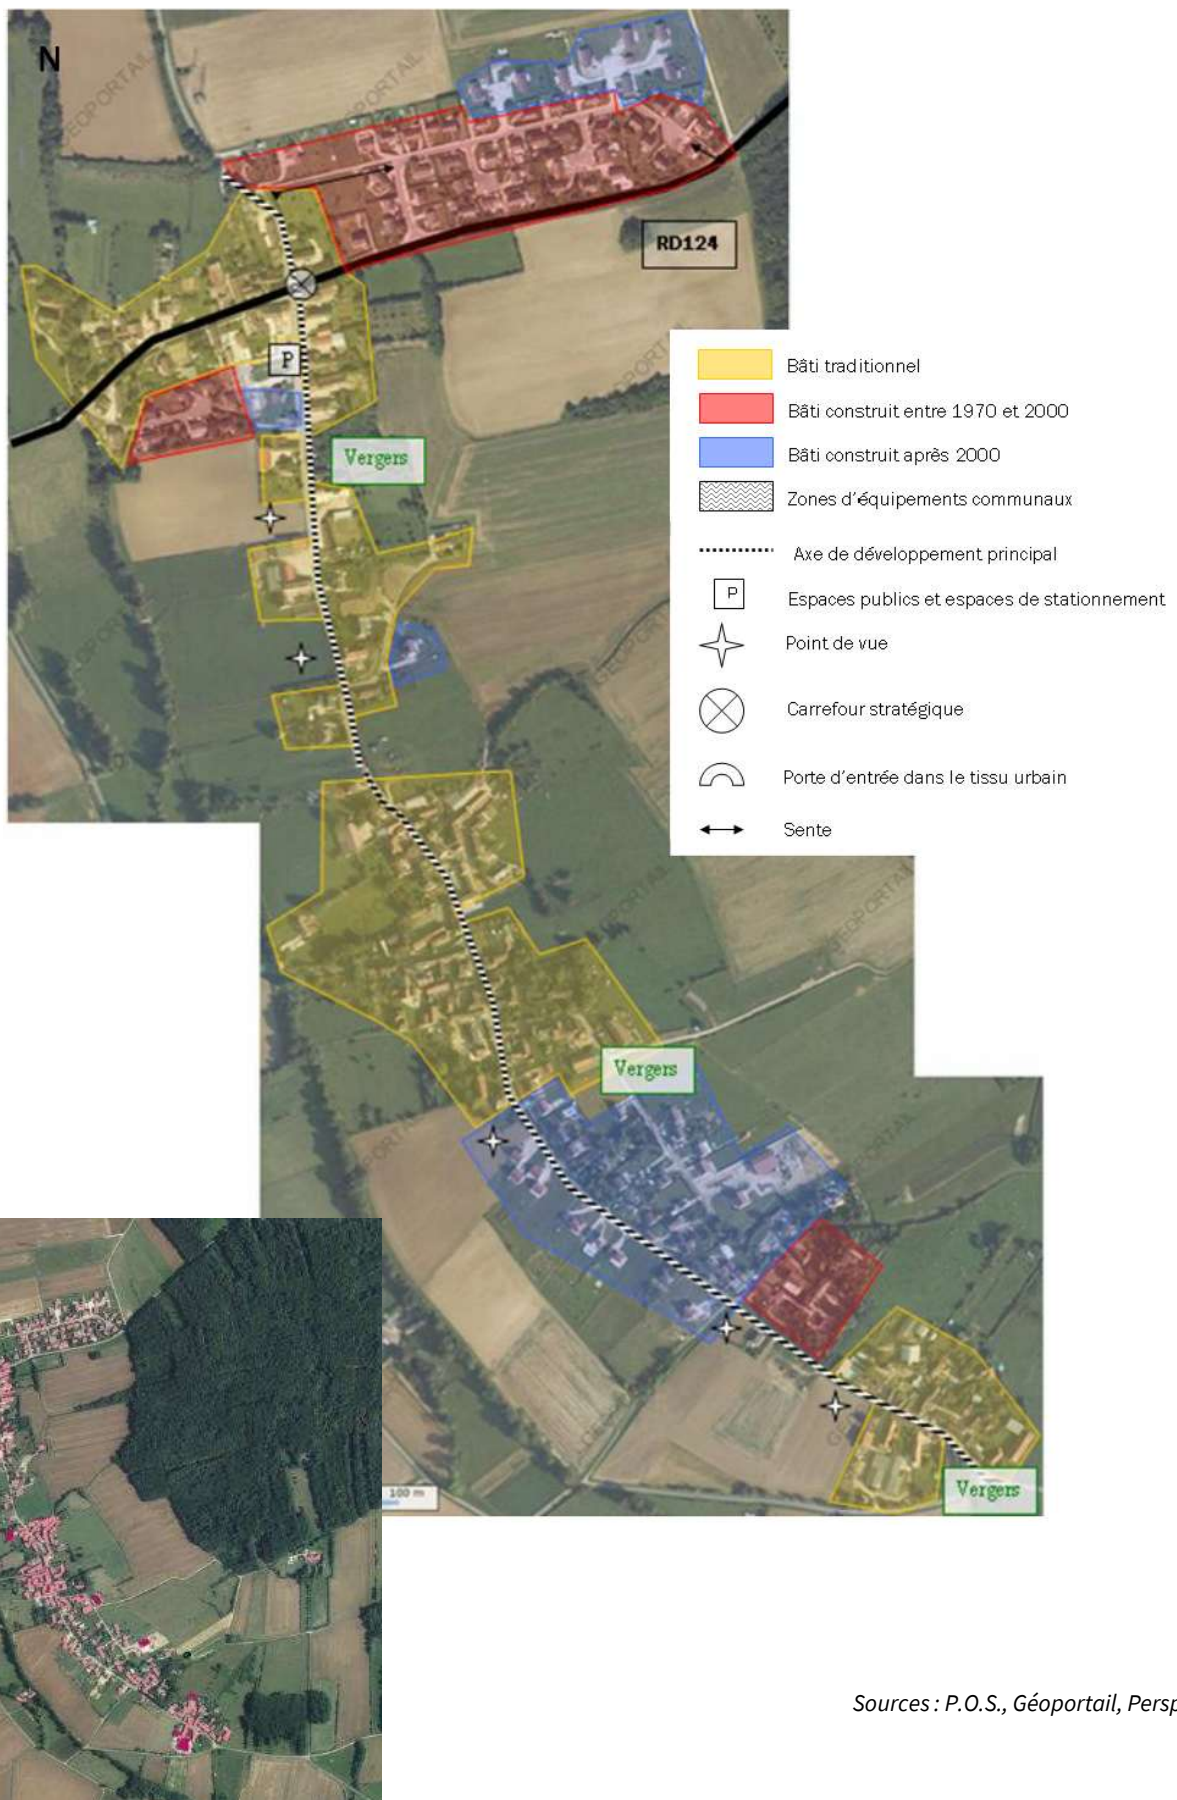 N
GEOPORTAIL
GEOPORTAIL
RD124
P
Vergers
Bâti traditionnel
Bâti construit entre 1970 et 2000
Bâti construit après 2000
Zones d'équipements communaux
Axe de développement principal
P
Espaces publics et espaces de stationnement
Point de vue
Carrefour stratégique
Porte d'entrée dans le tissu urbain
Sente
Vergers
100 m
Vergers
Sources : P.O.S., Géoportail, Persp